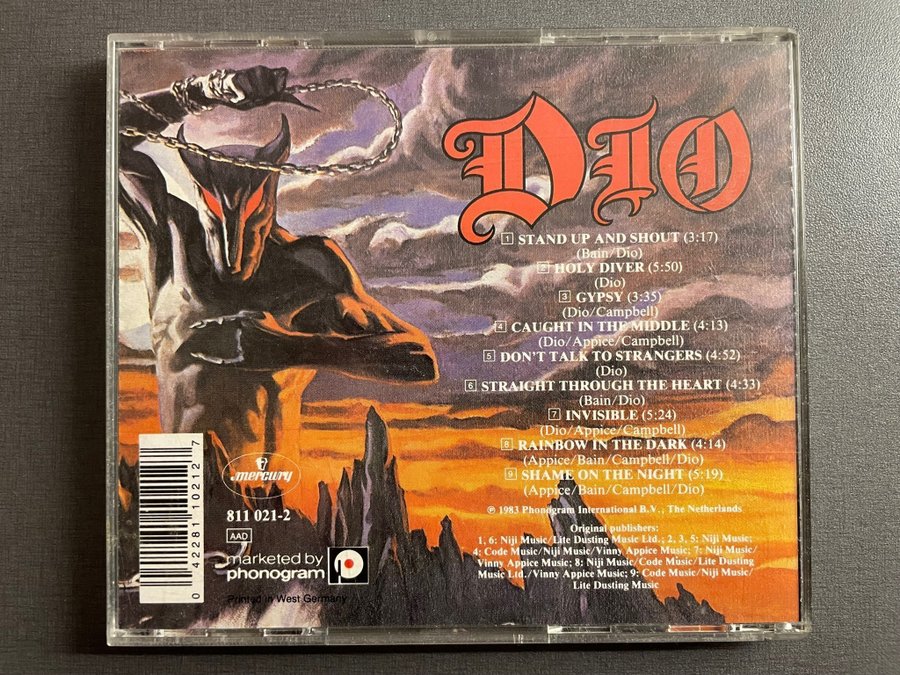 DIO
1 STAND UP AND SHOUT (3:17)
(Bain/Dio)
2 HOLY DIVER (5:50)
(Dio)
3 GYPSY (3:35)
(Dio/Campbell)
4 CAUGHT IN THE MIDDLE (4:13)
(Dio/Appice/Campbell)
5 DON'T TALK TO STRANGERS (4:52)
(Dio)
6 STRAIGHT THROUGH THE HEART (4:33)
(Bain/Dio)
7 INVISIBLE (5:24)
(Dio/Appice/Campbell)
8 RAINBOW IN THE DARK (4:14)
(Appice/Bain/Campbell/Dio)
9 SHAME ON THE NIGHT (5:19)
(Appice/Bain/Campbell/Dio)
℗ 1983 Phonogram International B.V., The Netherlands
Original publishers:
1, 6: Niji Music/Lite Dusting Music Ltd.; 2, 3, 5: Niji Music;
4: Code Music/Niji Music/Vinny Appice Music; 7: Niji Music/
Vinny Appice Music; 8: Niji Music/Code Music/Lite Dusting
Music Ltd./Vinny Appice Music; 9: Code Music/Niji Music/
Lite Dusting Music
0 42281 10212 7
mercury
811 021-2
AAD
marketed by
phonogram
Printed in West Germany